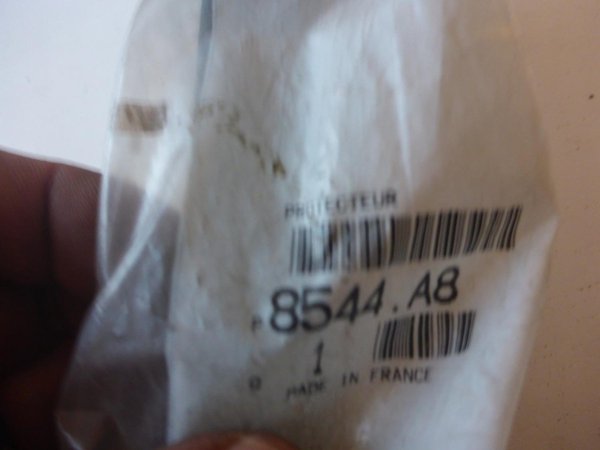 PROTECTEUR
P 8544.A8
Q 1
MADE IN FRANCE